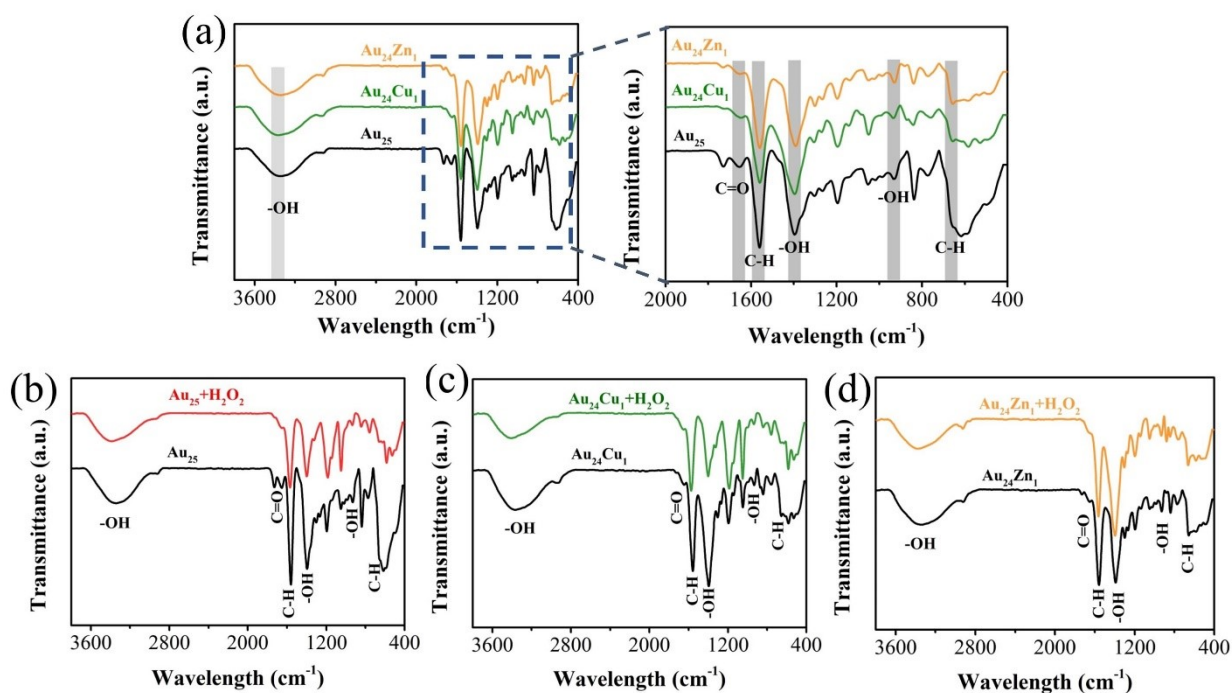 (a)
Transmittance (a.u.)
Au₂₄Zn₁
Au₂₄Cu₁
Au₂₅
-OH
3600 2800 2000 1200 400
Wavelength (cm⁻¹)
Transmittance (a.u.)
Au₂₄Zn₁
Au₂₄Cu₁
Au₂₅
C=O
C-H
-OH
-OH
C-H
2000 1600 1200 800 400
Wavelength (cm⁻¹)
(b)
Transmittance (a.u.)
Au₂₅+H₂O₂
Au₂₅
-OH
C=O
C-H
-OH
-OH
C-H
3600 2800 2000 1200 400
Wavelength (cm⁻¹)
(c)
Transmittance (a.u.)
Au₂₄Cu₁+H₂O₂
Au₂₄Cu₁
-OH
C=O
C-H
-OH
-OH
C-H
3600 2800 2000 1200 400
Wavelength (cm⁻¹)
(d)
Transmittance (a.u.)
Au₂₄Zn₁+H₂O₂
Au₂₄Zn₁
-OH
C=O
C-H
-OH
-OH
C-H
3600 2800 2000 1200 400
Wavelength (cm⁻¹)